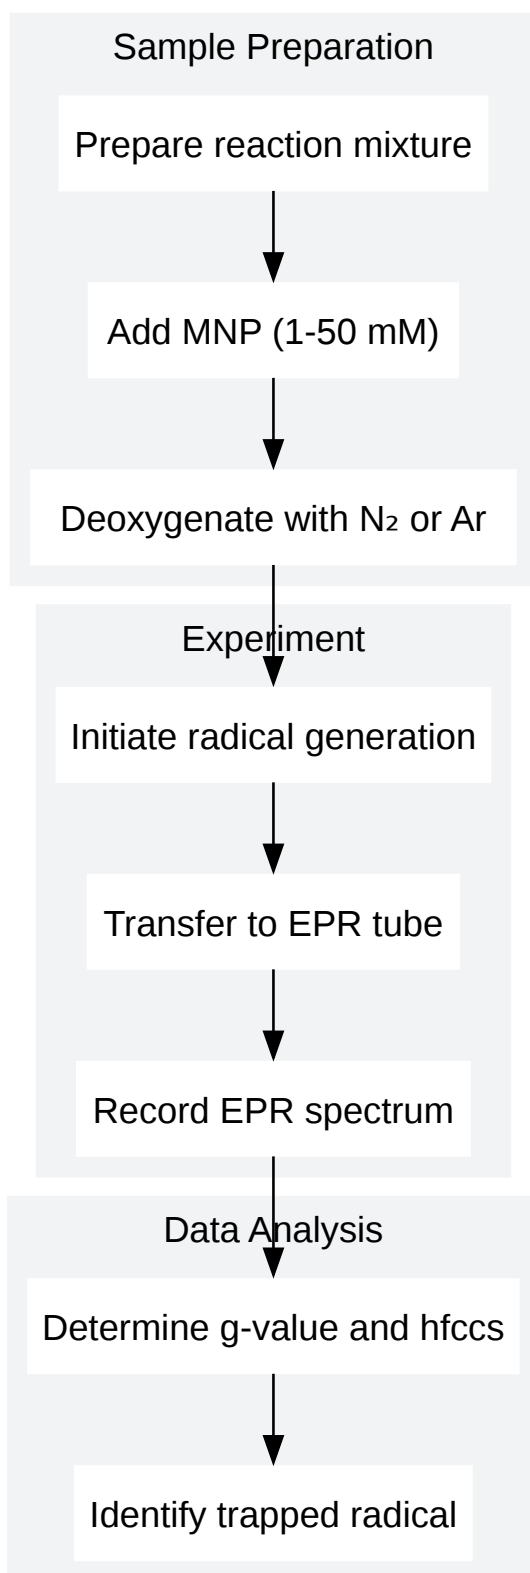 Sample Preparation
Prepare reaction mixture
Add MNP (1-50 mM)
Deoxygenate with N₂ or Ar
Experiment
Initiate radical generation
Transfer to EPR tube
Record EPR spectrum
Data Analysis
Determine g-value and hfccs
Identify trapped radical